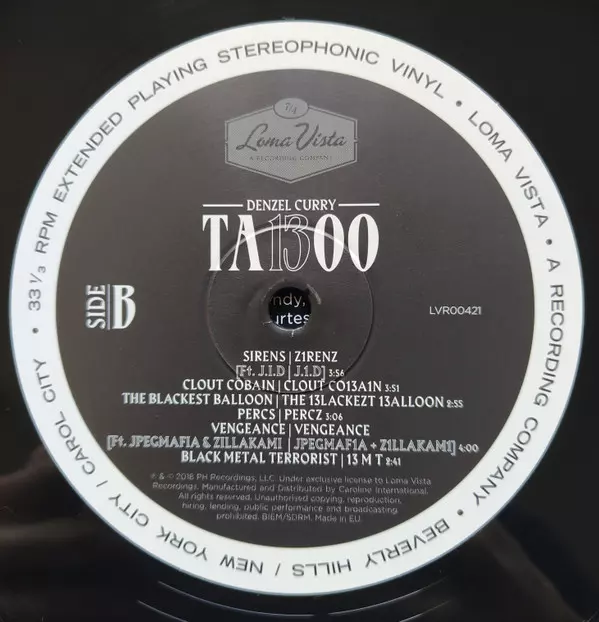 33⅓ RPM EXTENDED PLAYING STEREOPHONIC VINYL • LOMA VISTA • A RECORDING COMPANY • BEVERLY HILLS / NEW YORK CITY / CAROL CITY •
Loma Vista
A RECORDING COMPANY
DENZEL CURRY
TA13OO
SIDE B
ndy,
urtes
LVR00421
SIRENS | Z1RENZ
[Ft. J.I.D | J.1.D] 3:56
CLOUT COBAIN | CLOUT CO13A1N 3:51
THE BLACKEST BALLOON | THE 13LACKEZT 13ALLOON 2:55
PERCS | PERCZ 3:06
VENGEANCE | VENGEANCE
[Ft. JPEGMAFIA & ZILLAKAMI | JPEGMAF1A + Z1LLAKAM1] 4:00
BLACK METAL TERRORIST | 13 M T 2:41
℗ & © 2018 PH Recordings, LLC. Under exclusive license to Loma Vista
Recordings. Manufactured and Distributed by Caroline International.
All rights reserved. Unauthorised copying, reproduction,
hiring, lending, public performance and broadcasting
prohibited. BIEM/SDRM. Made in EU.